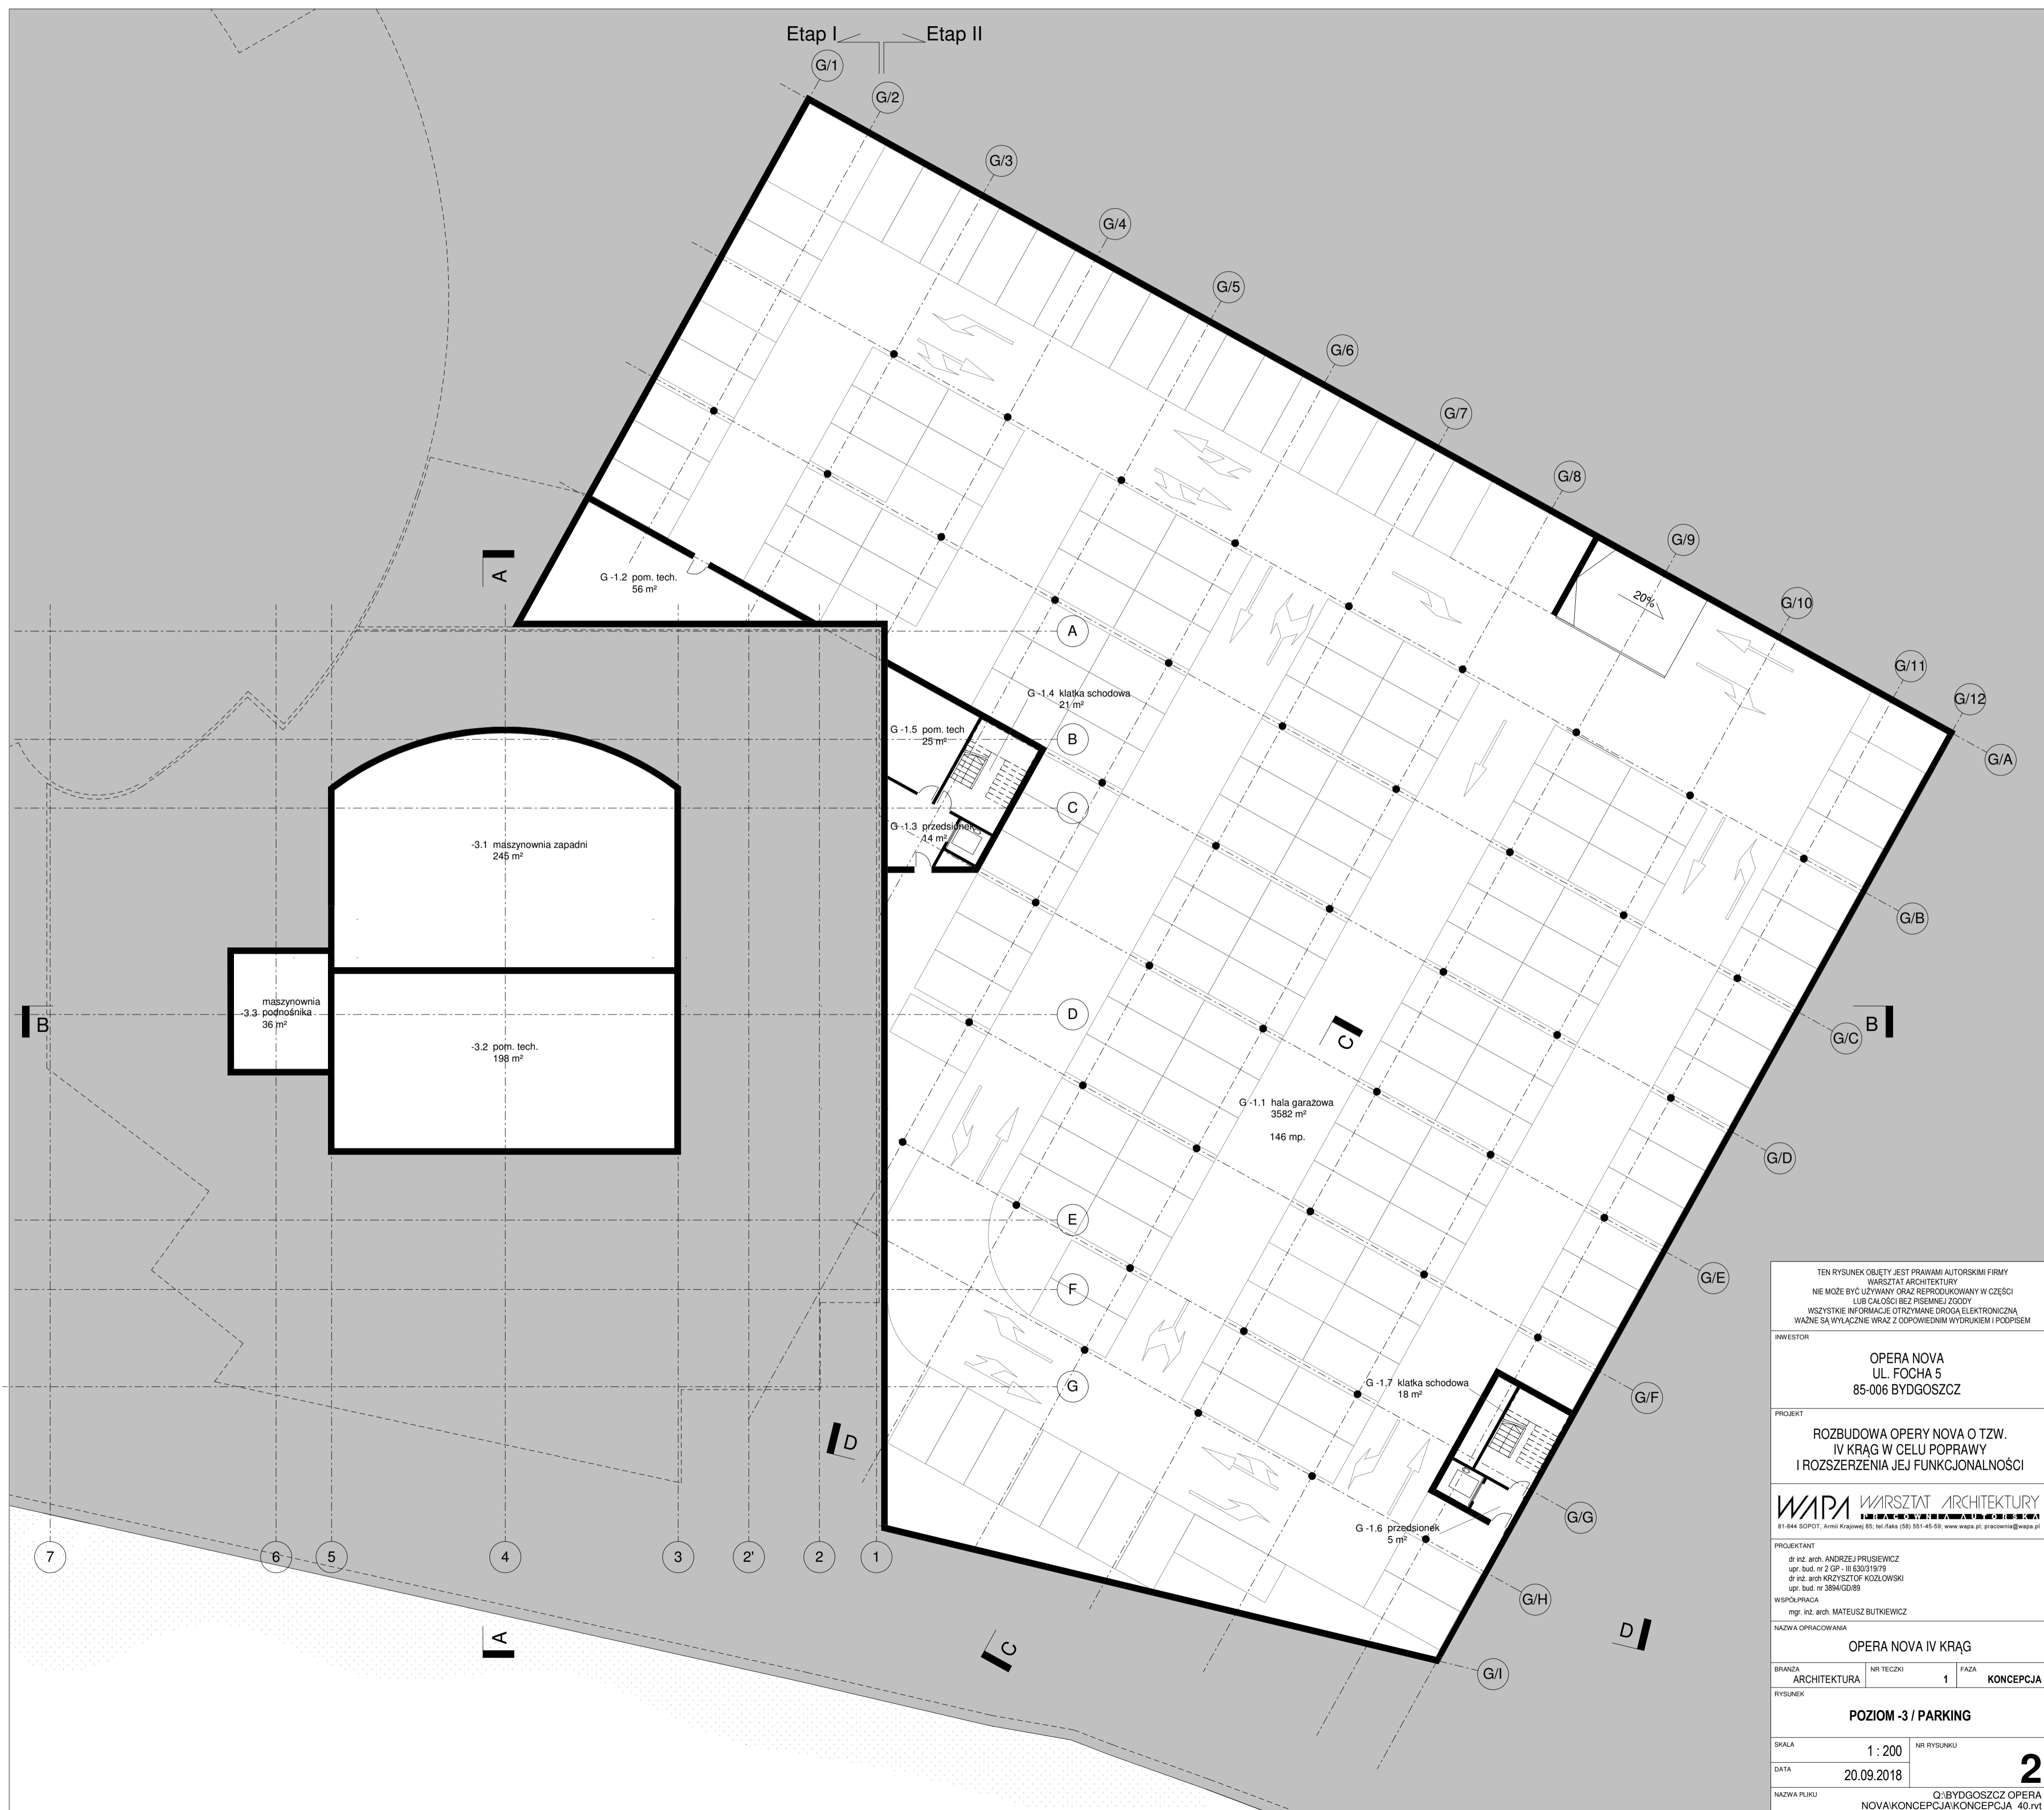 Etap I
Etap II
G/1
G/2
G/3
G/4
G/5
G/6
G/7
G/8
G/9
G/10
G/11
G/12
G/A
G/B
G/C
G/D
G/E
G/F
G/G
G/H
G/I
20%
A
G -1.2 pom. tech.
56 m²
A
G -1.4 klatka schodowa
21 m²
G -1.5 pom. tech
25 m²
B
C
G -1.3 przedsionek
14 m²
-3.1 maszynownia zapadni
245 m²
maszynownia
-3.3 podnośnika
36 m²
B
D
C
B
-3.2 pom. tech.
198 m²
G -1.1 hala garażowa
3582 m²
146 mp.
E
F
G
G -1.7 klatka schodowa
18 m²
D
G -1.6 przedsionek
5 m²
7
6
5
4
3
2'
2
1
A
C
D
TEN RYSUNEK OBJĘTY JEST PRAWAMI AUTORSKIMI FIRMY
WARSZTAT ARCHITEKTURY
NIE MOŻE BYĆ UŻYWANY ORAZ REPRODUKOWANY W CZĘŚCI
LUB CAŁOŚCI BEZ PISEMNEJ ZGODY
WSZYSTKIE INFORMACJE OTRZYMANE DROGĄ ELEKTRONICZNĄ
WAŻNE SĄ WYŁĄCZNIE WRAZ Z ODPOWIEDNIM WYDRUKIEM I PODPISEM
INWESTOR
OPERA NOVA
UL. FOCHA 5
85-006 BYDGOSZCZ
PROJEKT
ROZBUDOWA OPERY NOVA O TZW.
IV KRĄG W CELU POPRAWY
I ROZSZERZENIA JEJ FUNKCJONALNOŚCI
WAPA WARSZTAT ARCHITEKTURY
PRACOWNIA AUTORSKA
81-844 SOPOT, Armii Krajowej 85; tel./faks (58) 551-45-59; www.wapa.pl; pracownia@wapa.pl
PROJEKTANT
dr inż. arch. ANDRZEJ PRUSIEWICZ
upr. bud. nr 2 GP - III 630/319/79
dr inż. arch KRZYSZTOF KOZŁOWSKI
upr. bud. nr 3894/GD/89
WSPÓŁPRACA
mgr. inż. arch. MATEUSZ BUTKIEWICZ
NAZWA OPRACOWANIA
OPERA NOVA IV KRĄG
BRANŻA
ARCHITEKTURA
NR TECZKI
1
FAZA
KONCEPCJA
RYSUNEK
POZIOM -3 / PARKING
SKALA
1 : 200
NR RYSUNKU
2
DATA
20.09.2018
NAZWA PLIKU
Q:\BYDGOSZCZ OPERA
NOVA\KONCEPCJA\KONCEPCJA_40.rvt